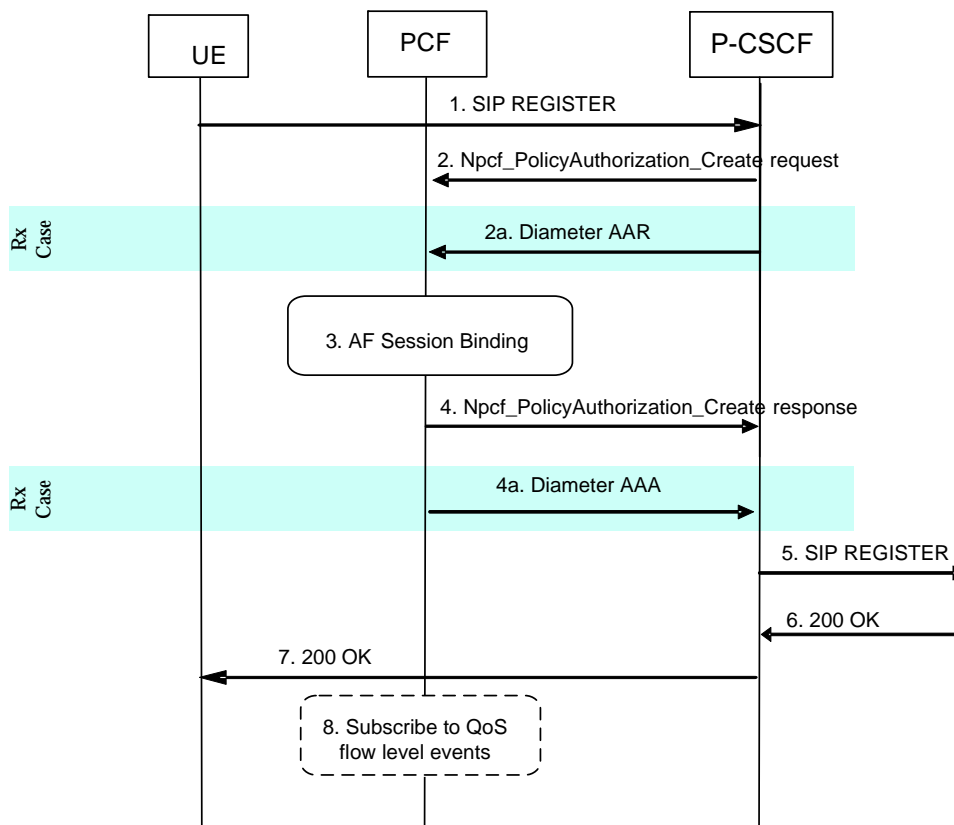 UE
PCF
P-CSCF
1. SIP REGISTER
2. Npcf_PolicyAuthorization_Create request
Rx
Case
2a. Diameter AAR
3. AF Session Binding
4. Npcf_PolicyAuthorization_Create response
Rx
Case
4a. Diameter AAA
5. SIP REGISTER
6. 200 OK
7. 200 OK
8. Subscribe to QoS
flow level events